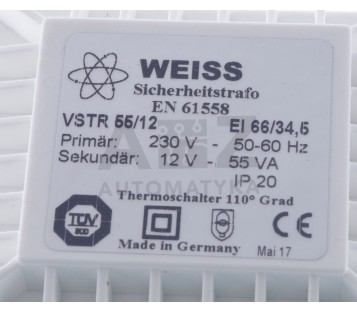 WEISS
Sicherheitstrafo
EN 61558
VSTR 55/12 EI 66/34,5
Primär: 230 V - 50-60 Hz
Sekundär: 12 V - 55 VA
IP 20
AUTOMATYKA
Thermoschalter 110° Grad
TÜV
Made in Germany
CE
Mai 17